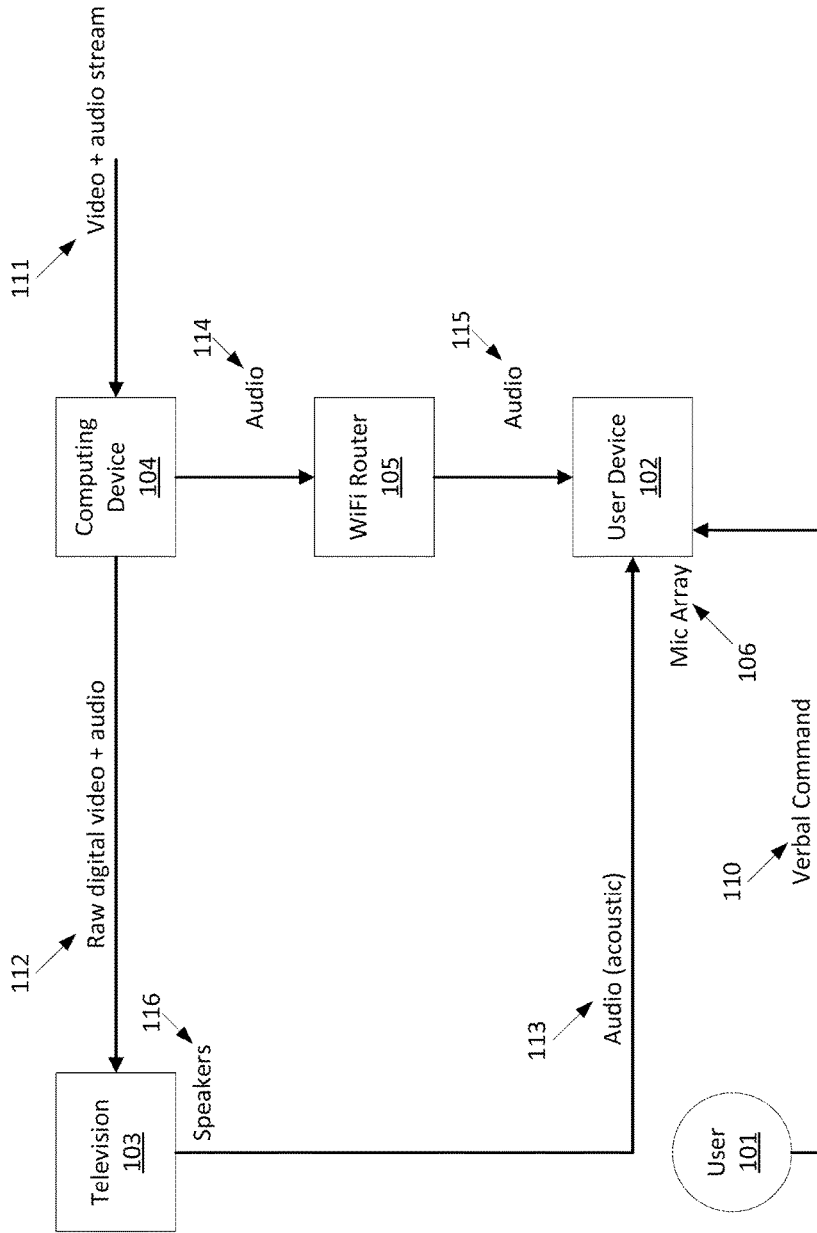 111
Video + audio stream
112
Raw digital video + audio
Television
103
Computing
Device
104
116
Speakers
114
Audio
WiFi Router
105
115
Audio
113
Audio (acoustic)
User Device
102
Mic Array
106
110
Verbal Command
User
101